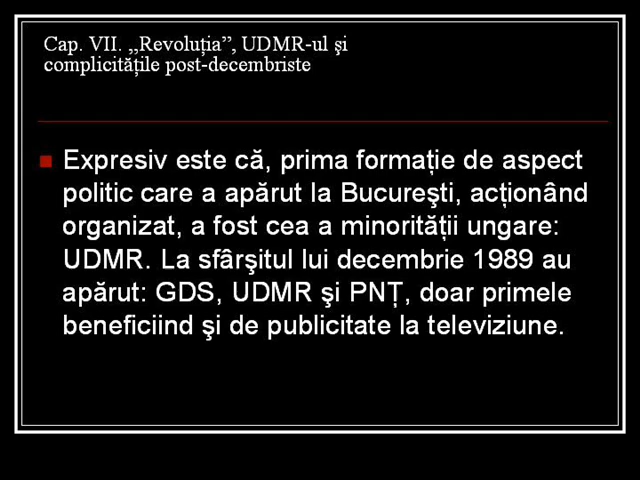 Cap. VII. „Revoluția”, UDMR-ul şi
complicitățile post-decembriste
Expresiv este că, prima formație de aspect
politic care a apărut la Bucureşti, acționând
organizat, a fost cea a minorității ungare:
UDMR. La sfârşitul lui decembrie 1989 au
apărut: GDS, UDMR şi PNȚ, doar primele
beneficiind şi de publicitate la televiziune.